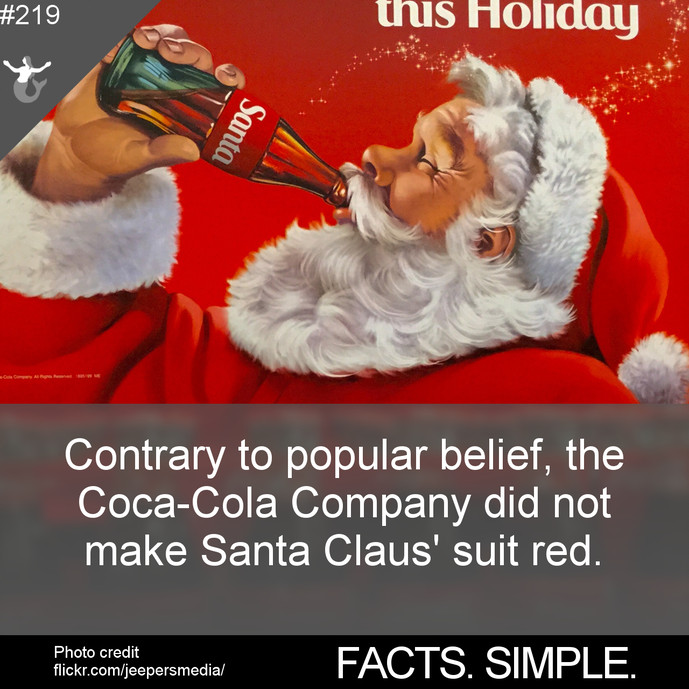 #219
this Holiday
Santa
Contrary to popular belief, the
Coca-Cola Company did not
make Santa Claus' suit red.
Photo credit
flickr.com/jeepersmedia/
FACTS. SIMPLE.